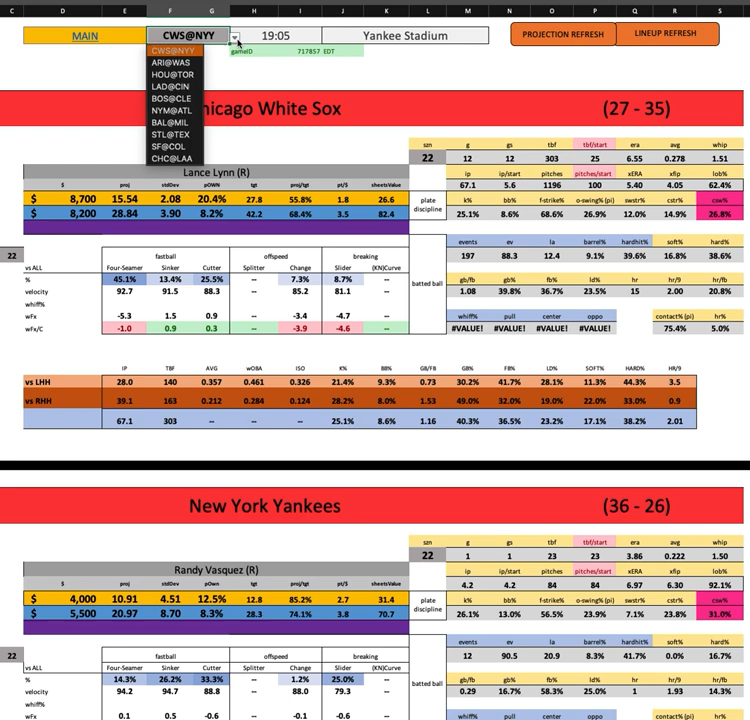 C D E F G H I J K L M N O P Q R S
MAIN CWS@NYY 19:05 Yankee Stadium PROJECTION REFRESH LINEUP REFRESH
CWS@NYY gameID 717857 EDT
ARI@WAS
HOU@TOR
LAD@CIN
BOS@CLE
NYM@ATL
BAL@MIL
STL@TEX
SF@COL
CHC@LAA
hicago White Sox (27 - 35)
szn g gs tbf tbf/start era avg whip
22 12 12 303 25 6.55 0.278 1.51
Lance Lynn (R) ip ip/start pitches pitches/start xERA xfip lob%
$ proj stdDev pOWN tgt proj/tgt pt/$ sheetsValue 67.1 5.6 1196 100 5.40 4.05 62.4%
$ 8,700 15.54 2.08 20.4% 27.8 55.8% 1.8 26.6 plate discipline k% bb% f-strike% o-swing% (pi) swstr% cstr% csw%
$ 8,200 28.84 3.90 8.2% 42.2 68.4% 3.5 82.4 25.1% 8.6% 68.6% 26.9% 12.0% 14.9% 26.8%
events ev la barrel% hardhit% soft% hard%
22 fastball offspeed breaking batted ball 197 88.3 12.4 9.1% 39.6% 16.8% 38.6%
vs ALL Four-Seamer Sinker Cutter Splitter Change Slider (KN)Curve
% 45.1% 13.4% 25.5% -- 7.3% 8.7% -- gb/fb gb% fb% ld% hr hr/9 hr/fb
velocity 92.7 91.5 88.3 -- 85.2 81.1 -- 1.08 39.8% 36.7% 23.5% 15 2.00 20.8%
whiff%
wFx -5.3 1.5 0.9 -- -3.4 -4.7 -- whiff% pull center oppo contact% (pi) hr%
wFx/C -1.0 0.9 0.3 -- -3.9 -4.6 -- #VALUE! #VALUE! #VALUE! #VALUE! 75.4% 5.0%
IP TBF AVG wOBA ISO K% BB% GB/FB GB% FB% LD% SOFT% HARD% HR/9
vs LHH 28.0 140 0.357 0.461 0.326 21.4% 9.3% 0.73 30.2% 41.7% 28.1% 11.3% 44.3% 3.5
vs RHH 39.1 163 0.212 0.284 0.124 28.2% 8.0% 1.53 49.0% 32.0% 19.0% 22.0% 33.0% 0.9
67.1 303 -- -- -- 25.1% 8.6% 1.16 40.3% 36.5% 23.2% 17.1% 38.2% 2.01
New York Yankees (36 - 26)
szn g gs tbf tbf/start era avg whip
22 1 1 23 23 3.86 0.222 1.50
Randy Vasquez (R) ip ip/start pitches pitches/start xERA xfip lob%
$ proj stdDev pOwn tgt proj/tgt pt/$ sheetsValue 4.2 4.2 84 84 6.97 6.30 92.1%
$ 4,000 10.91 4.51 12.5% 12.8 85.2% 2.7 31.4 plate discipline k% bb% f-strike% o-swing% (pi) swstr% cstr% csw%
$ 5,500 20.97 8.70 8.3% 28.3 74.1% 3.8 70.7 26.1% 13.0% 56.5% 23.9% 7.1% 23.8% 31.0%
events ev la barrel% hardhit% soft% hard%
22 fastball offspeed breaking batted ball 12 90.5 20.9 8.3% 41.7% 0.0% 16.7%
vs ALL Four-Seamer Sinker Cutter Splitter Change Slider (KN)Curve
% 14.3% 26.2% 33.3% -- 1.2% 25.0% -- gb/fb gb% fb% ld% hr hr/9 hr/fb
velocity 94.2 94.7 88.8 -- 88.0 79.3 -- 0.29 16.7% 58.3% 25.0% 1 1.93 14.3%
whiff%
wFx 0.1 0.5 -0.6 -- -0.1 -0.6 -- whiff% pull center oppo contact% (pi) hr%